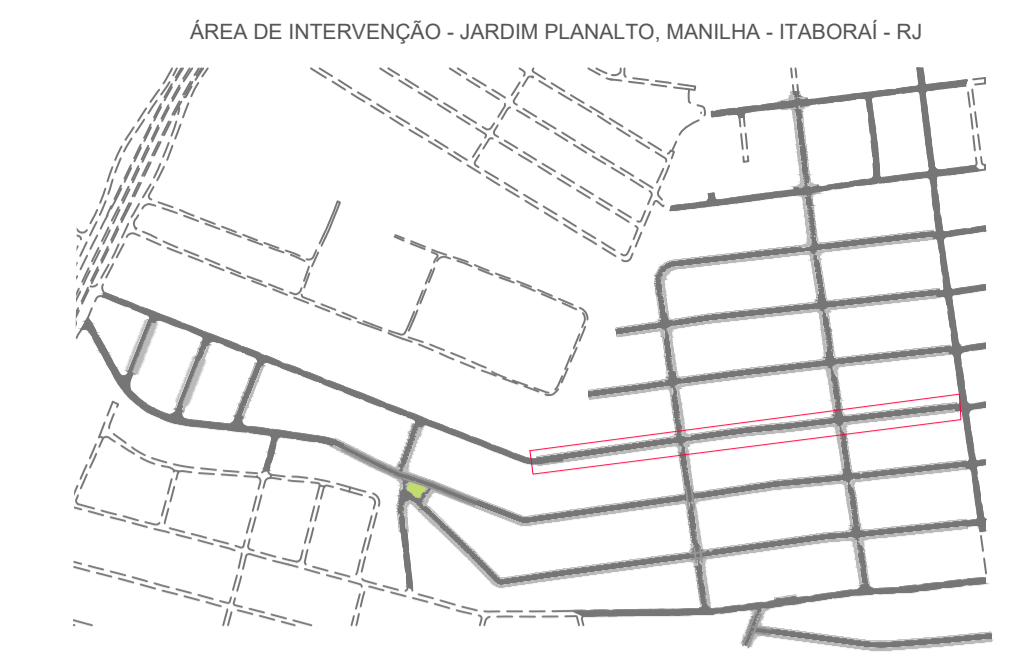 ÁREA DE INTERVENÇÃO - JARDIM PLANALTO, MANILHA - ITABORAÍ - RJ